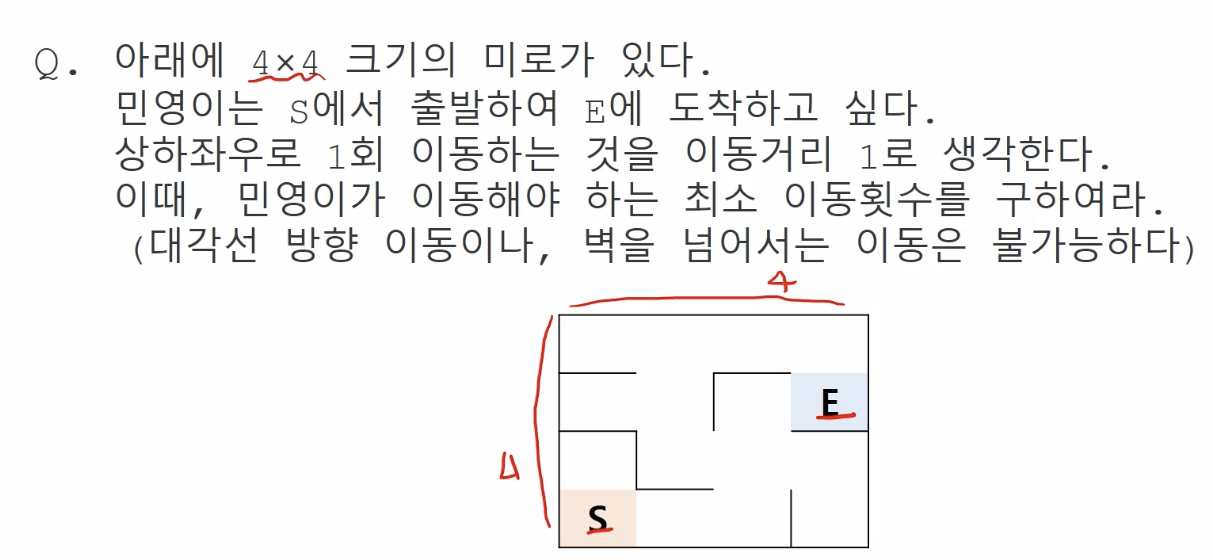 Q. 아래에 4×4 크기의 미로가 있다.
민영이는 S에서 출발하여 E에 도착하고 싶다.
상하좌우로 1회 이동하는 것을 이동거리 1로 생각한다.
이때, 민영이가 이동해야 하는 최소 이동횟수를 구하여라.
(대각선 방향 이동이나, 벽을 넘어서는 이동은 불가능하다)
4
E
4
S